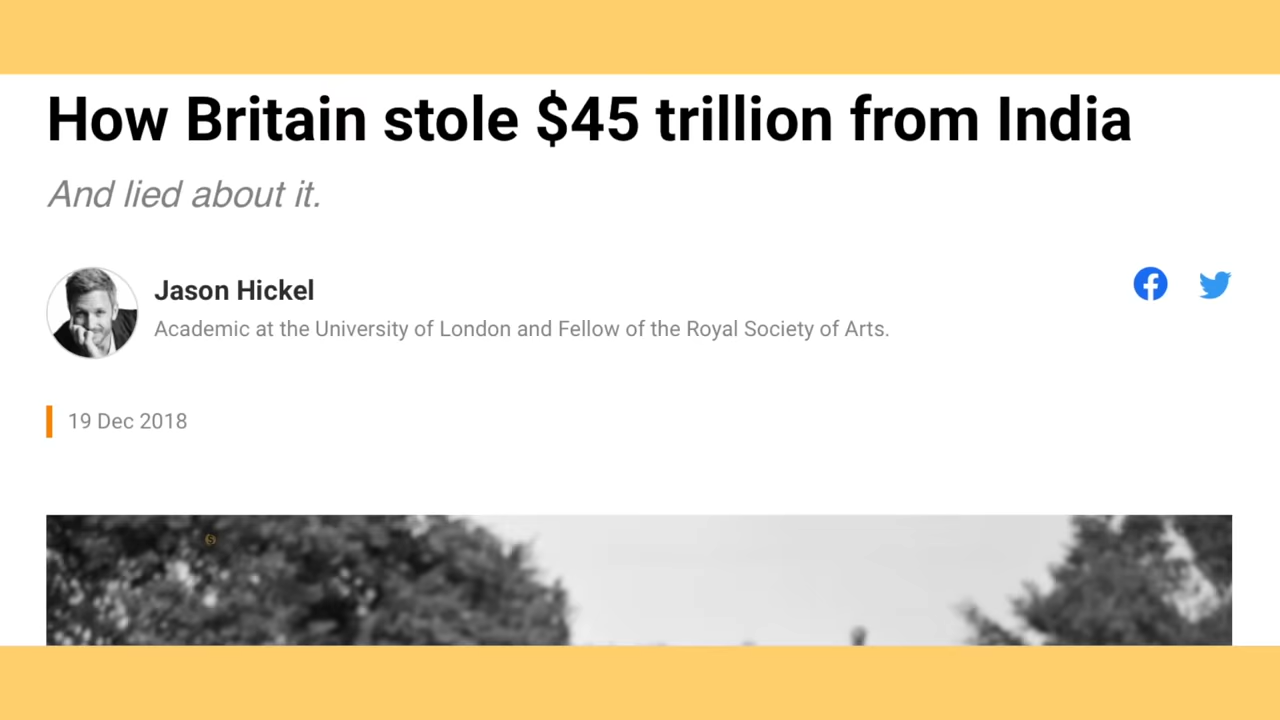 How Britain stole $45 trillion from India
And lied about it.
Jason Hickel
Academic at the University of London and Fellow of the Royal Society of Arts.
19 Dec 2018